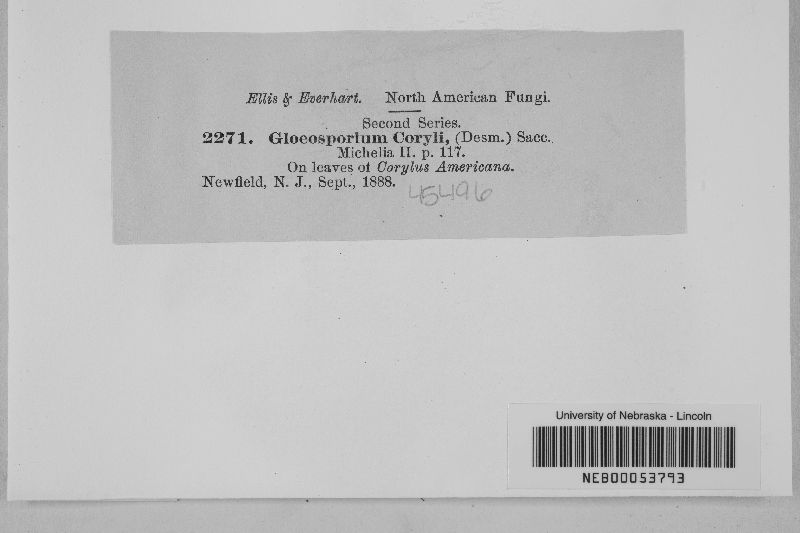 Ellis & Everhart. North American Fungi.
Second Series.
2271. Gloeosporium Coryli, (Desm.) Sacc.
Michelia II. p. 117.
On leaves of Corylus Americana.
Newfield, N. J., Sept., 1888.
45496
University of Nebraska - Lincoln
NEB00053793